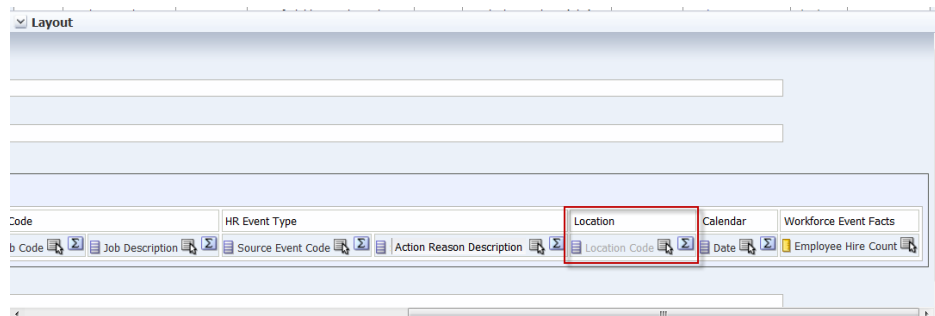 Layout
Code HR Event Type Location Calendar Workforce Event Facts
b Code Σ Job Description Σ Source Event Code Σ Action Reason Description Σ Location Code Σ Date Σ Employee Hire Count